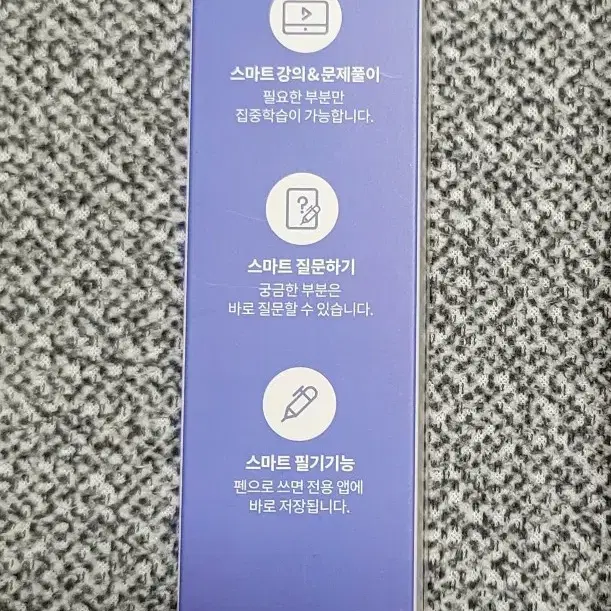 스마트 강의&문제풀이
필요한 부분만
집중학습이 가능합니다.
?
스마트 질문하기
궁금한 부분은
바로 질문할 수 있습니다.
스마트 필기기능
펜으로 쓰면 전용 앱에
바로 저장됩니다.